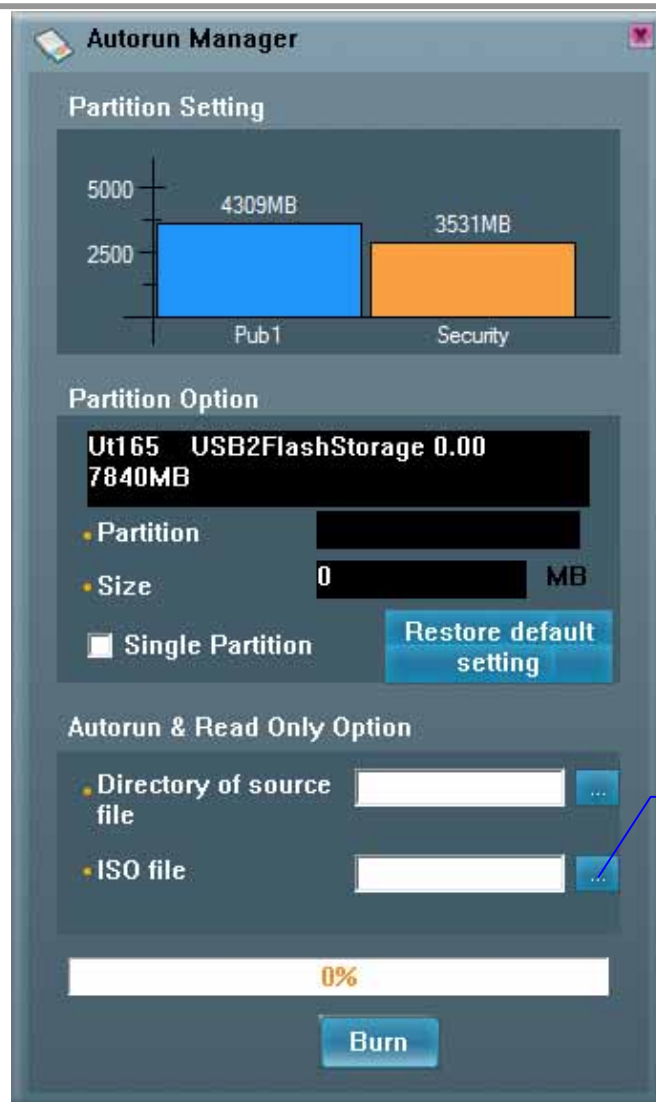 Autorun Manager
Partition Setting
5000
2500
4309MB
3531MB
Pub1
Security
Partition Option
Ut165 USB2FlashStorage 0.00
7840MB
Partition
Size
0
MB
Single Partition
Restore default
setting
Autorun & Read Only Option
Directory of source
file
...
ISO file
...
0%
Burn